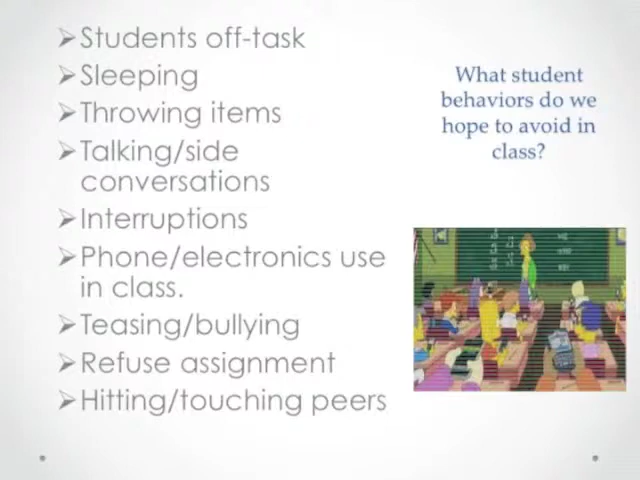 Students off-task
Sleeping
Throwing items
Talking/side
conversations
Interruptions
Phone/electronics use
in class.
Teasing/bullying
Refuse assignment
Hitting/touching peers
What student
behaviors do we
hope to avoid in
class?